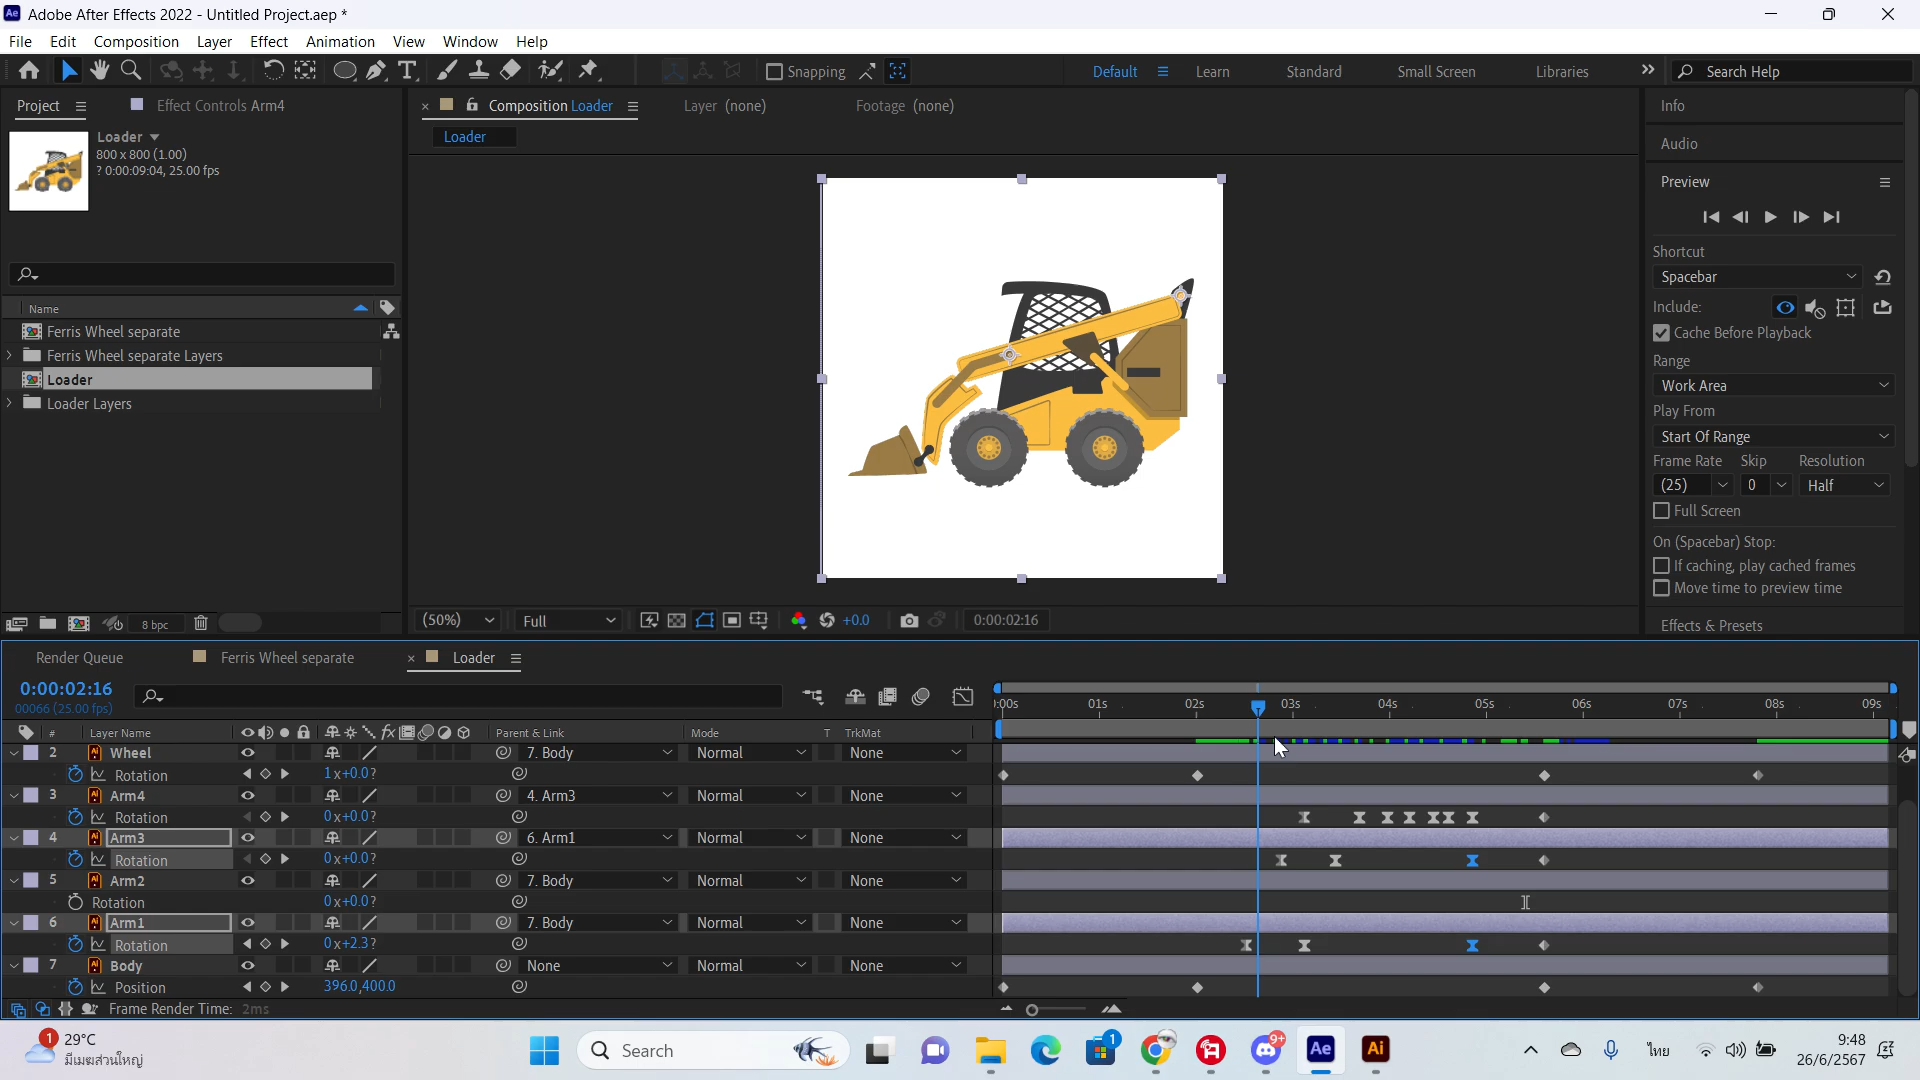 Ae Adobe After Effects 2022 - Untitled Project.aep *
File Edit Composition Layer Effect Animation View Window Help
Snapping Default Learn Standard Small Screen Libraries Search Help
Project Effect Controls Arm4
Composition Loader Layer (none) Footage (none)
Loader
Loader
800 x 800 (1.00)
? 0:00:09:04, 25.00 fps
Name
Ferris Wheel separate
Ferris Wheel separate Layers
Loader
Loader Layers
8 bpc
(50%) Full +0.0 0:00:02:16
Info
Audio
Preview
Shortcut
Spacebar
Include:
Cache Before Playback
Range
Work Area
Play From
Start Of Range
Frame Rate Skip Resolution
(25) 0 Half
Full Screen
On (Spacebar) Stop:
If caching, play cached frames
Move time to preview time
Effects & Presets
Render Queue Ferris Wheel separate Loader
0:00:02:16
00066 (25.00 fps)
:00s 01s 02s 03s 04s 05s 06s 07s 08s 09s
# Layer Name Parent & Link Mode T TrkMat
2 Wheel 7. Body Normal None
Rotation 1x+0.0?
3 Arm4 4. Arm3 Normal None
Rotation 0x+0.0?
4 Arm3 6. Arm1 Normal None
Rotation 0x+0.0?
5 Arm2 7. Body Normal None
Rotation 0x+0.0?
6 Arm1 7. Body Normal None
Rotation 0x+2.3?
7 Body None Normal None
Position 396.0,400.0
Frame Render Time: 2ms
1 29°C
มีเมฆส่วนใหญ่
Search
1
9+
Ae
Ai
ไทย
9:48
26/6/2567